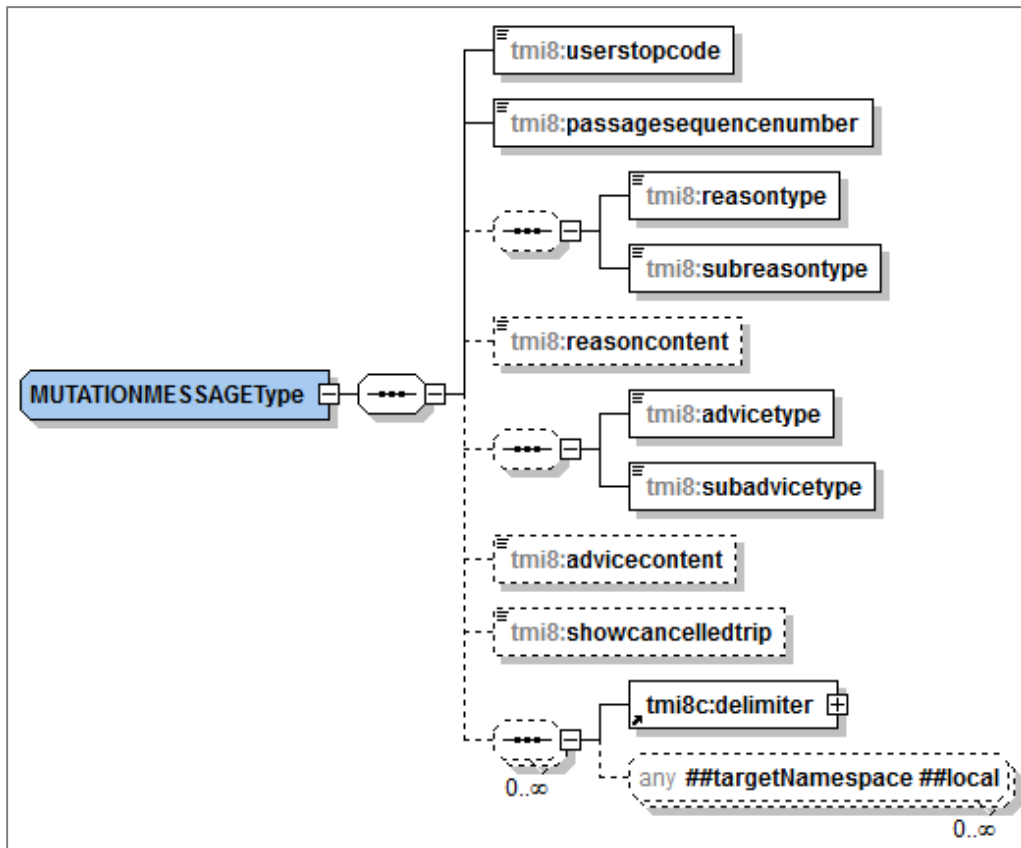 tmi8:userstopcode
tmi8:passagesequencenumber
tmi8:reasontype
tmi8:subreasontype
tmi8:reasoncontent
MUTATIONMESSAGEType
tmi8:advicetype
tmi8:subadvicetype
tmi8:advicecontent
tmi8:showcancelledtrip
tmi8c:delimiter
0..∞
any ##targetNamespace ##local
0..∞